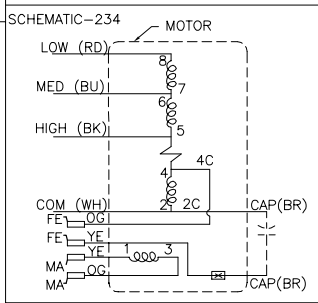 SCHEMATIC-234
MOTOR
LOW (RD)
8
MED (BU)
7
6
HIGH (BK)
5
4C
4
COM (WH)
2
2C
CAP(BR)
FE
OG
FE
YE
YE
1
3
MA
OG
MA
CAP(BR)